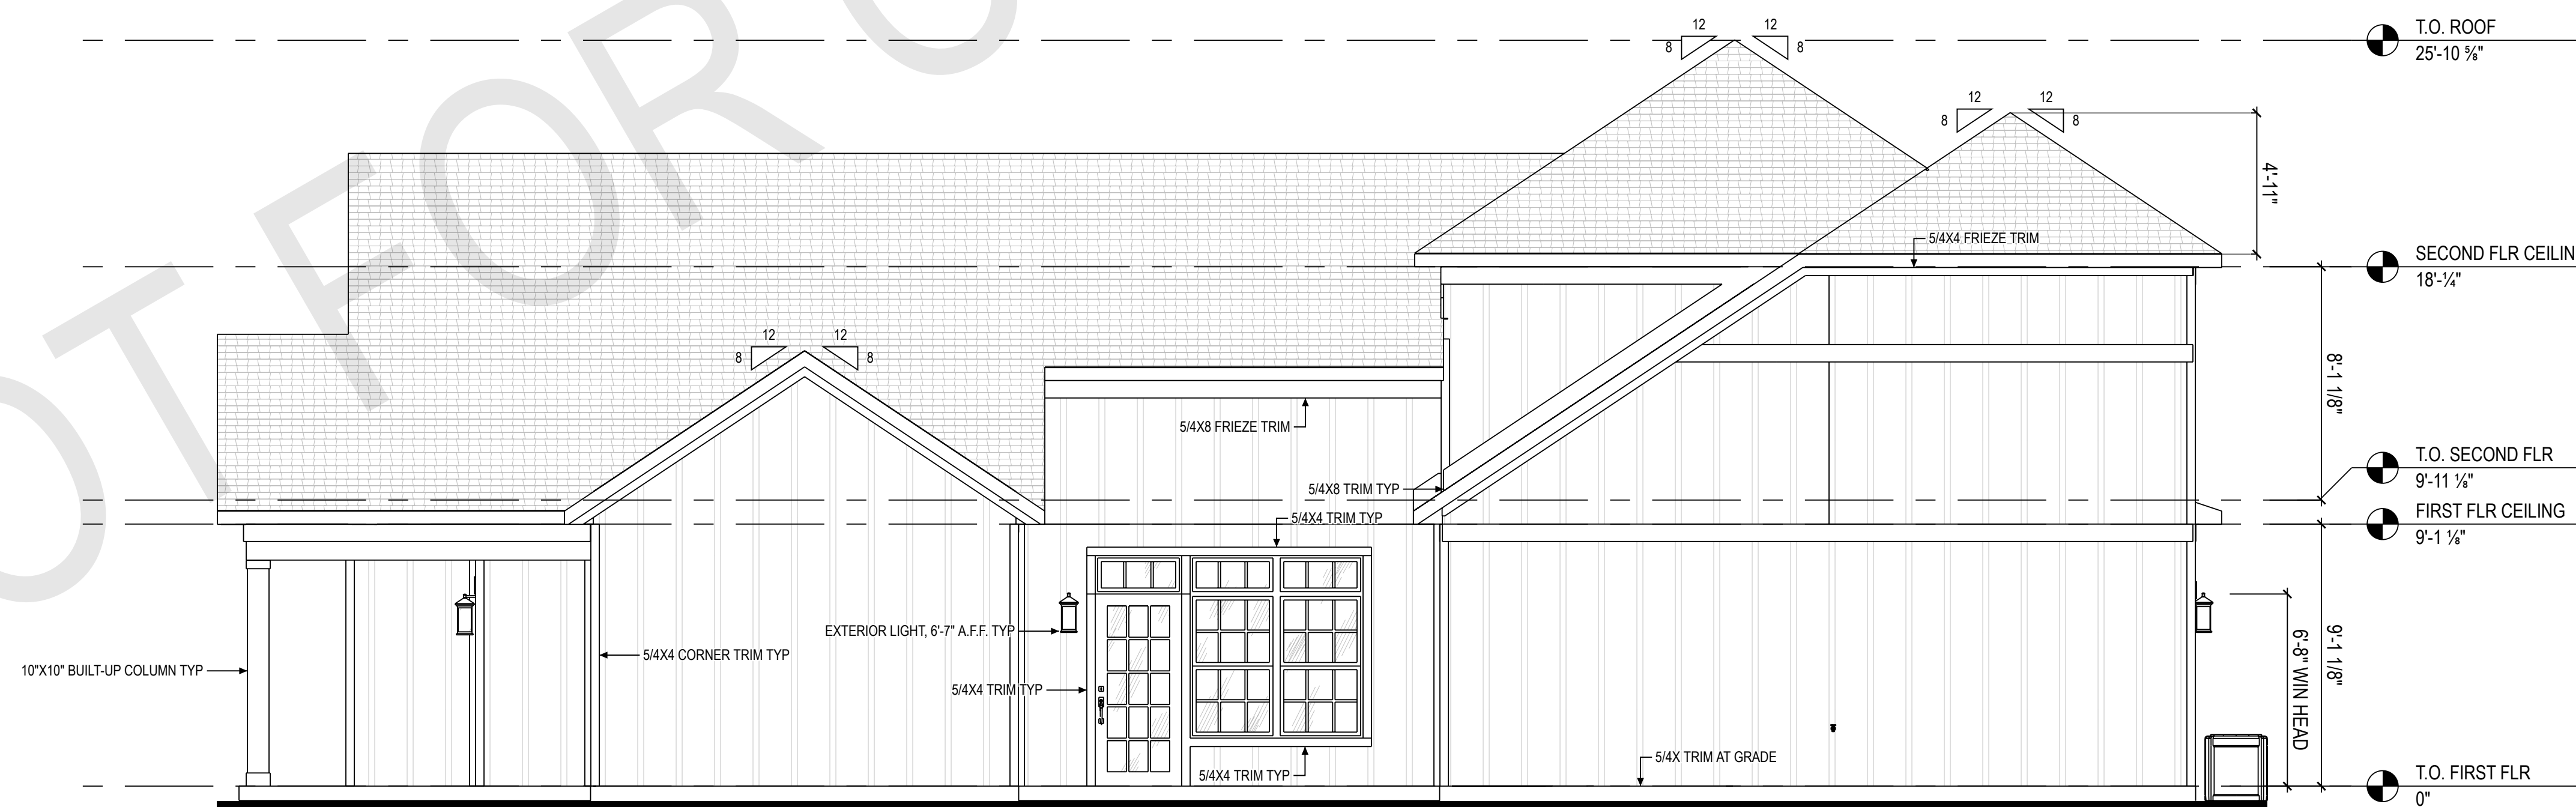 OT FOR
12
12
8
8
T.O. ROOF
25'-10 ⅝"
12
12
8
8
4'-11"
5/4X4 FRIEZE TRIM
SECOND FLR CEILIN
18'-¼"
12
12
8
8
8'-1 1/8"
5/4X8 FRIEZE TRIM
T.O. SECOND FLR
9'-11 ⅛"
5/4X8 TRIM TYP
5/4X4 TRIM TYP
FIRST FLR CEILING
9'-1 ⅛"
EXTERIOR LIGHT, 6'-7" A.F.F. TYP
5/4X4 CORNER TRIM TYP
10"X10" BUILT-UP COLUMN TYP
5/4X4 TRIM TYP
6'-8" WIN HEAD
9'-1 1/8"
5/4X TRIM AT GRADE
5/4X4 TRIM TYP
T.O. FIRST FLR
0"